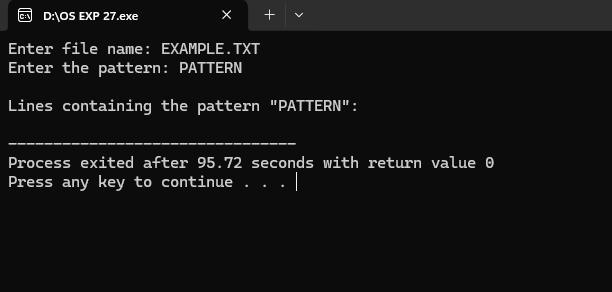 D:\OS EXP 27.exe
Enter file name: EXAMPLE.TXT
Enter the pattern: PATTERN
Lines containing the pattern "PATTERN":
--------------------------------
Process exited after 95.72 seconds with return value 0
Press any key to continue . . .